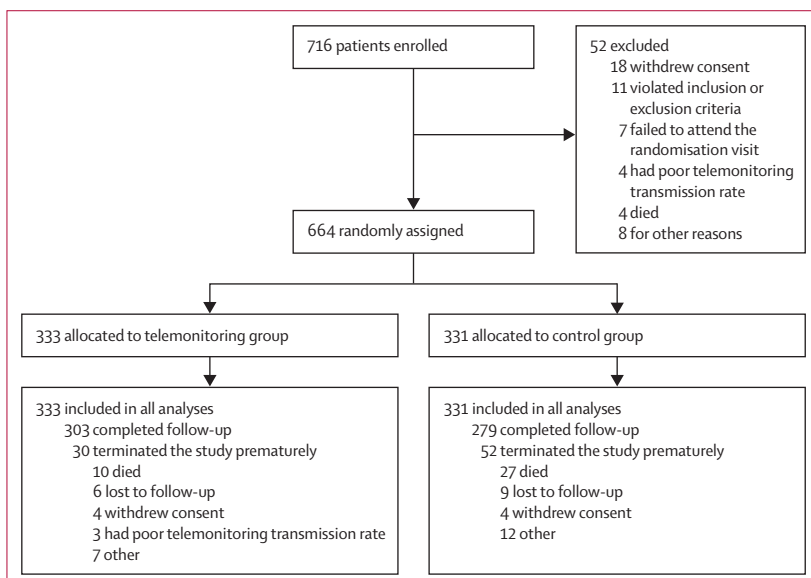 716 patients enrolled
52 excluded
18 withdrew consent
11 violated inclusion or
exclusion criteria
7 failed to attend the
randomisation visit
4 had poor telemonitoring
transmission rate
4 died
8 for other reasons
664 randomly assigned
333 allocated to telemonitoring group
331 allocated to control group
333 included in all analyses
303 completed follow-up
30 terminated the study prematurely
10 died
6 lost to follow-up
4 withdrew consent
3 had poor telemonitoring transmission rate
7 other
331 included in all analyses
279 completed follow-up
52 terminated the study prematurely
27 died
9 lost to follow-up
4 withdrew consent
12 other